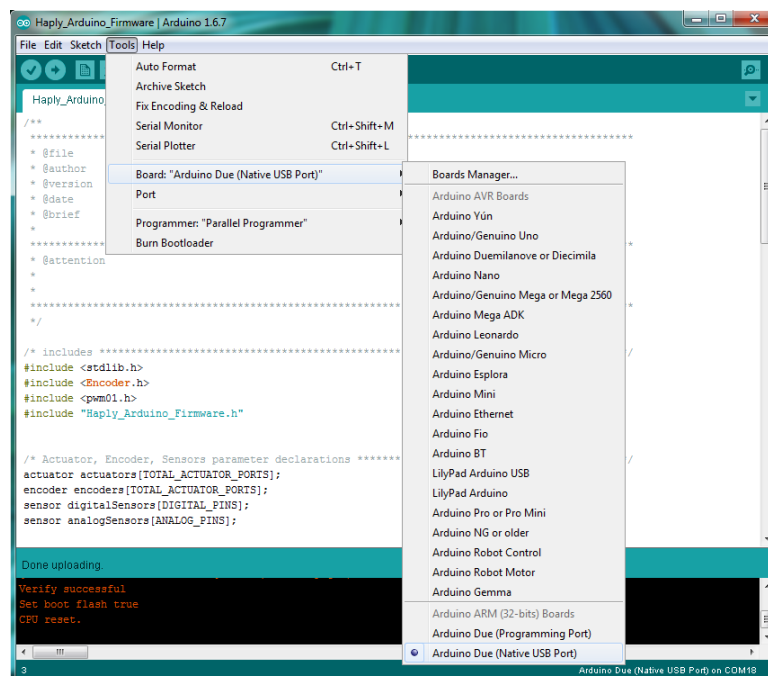 Haply_Arduino_Firmware | Arduino 1.6.7
File Edit Sketch Tools Help
Auto Format Ctrl+T
Archive Sketch
Fix Encoding & Reload
Serial Monitor Ctrl+Shift+M
Serial Plotter Ctrl+Shift+L
Board: "Arduino Due (Native USB Port)"
Port
Programmer: "Parallel Programmer"
Burn Bootloader
Boards Manager...
Arduino AVR Boards
Arduino Yún
Arduino/Genuino Uno
Arduino Duemilanove or Diecimila
Arduino Nano
Arduino/Genuino Mega or Mega 2560
Arduino Mega ADK
Arduino Leonardo
Arduino/Genuino Micro
Arduino Esplora
Arduino Mini
Arduino Ethernet
Arduino Fio
Arduino BT
LilyPad Arduino USB
LilyPad Arduino
Arduino Pro or Pro Mini
Arduino NG or older
Arduino Robot Control
Arduino Robot Motor
Arduino Gemma
Arduino ARM (32-bits) Boards
Arduino Due (Programming Port)
Arduino Due (Native USB Port)
Haply_Arduino
/**
* @file
* @author
* @version
* @date
* @brief
*
* @attention
*
*
*/
/* includes ************************************************
#include <stdlib.h>
#include <Encoder.h>
#include <pwm01.h>
#include "Haply_Arduino_Firmware.h"
/* Actuator, Encoder, Sensors parameter declarations *******
actuator actuators[TOTAL_ACTUATOR_PORTS];
encoder encoders[TOTAL_ACTUATOR_PORTS];
sensor digitalSensors[DIGITAL_PINS];
sensor analogSensors[ANALOG_PINS];
Done uploading.
Verify successful
Set boot flash true
CPU reset.
3 Arduino Due (Native USB Port) on COM18